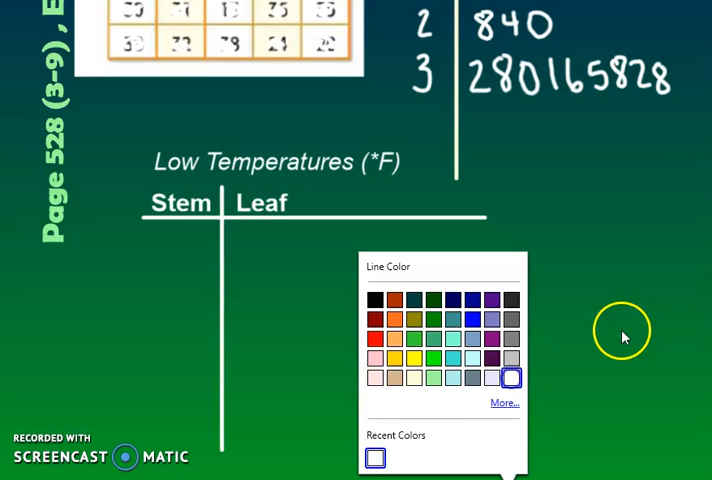 2 840
3 280165828
Page 528 (3-9), E
Low Temperatures (*F)
Stem Leaf
Line Color
More...
Recent Colors
RECORDED WITH
SCREENCAST MATIC